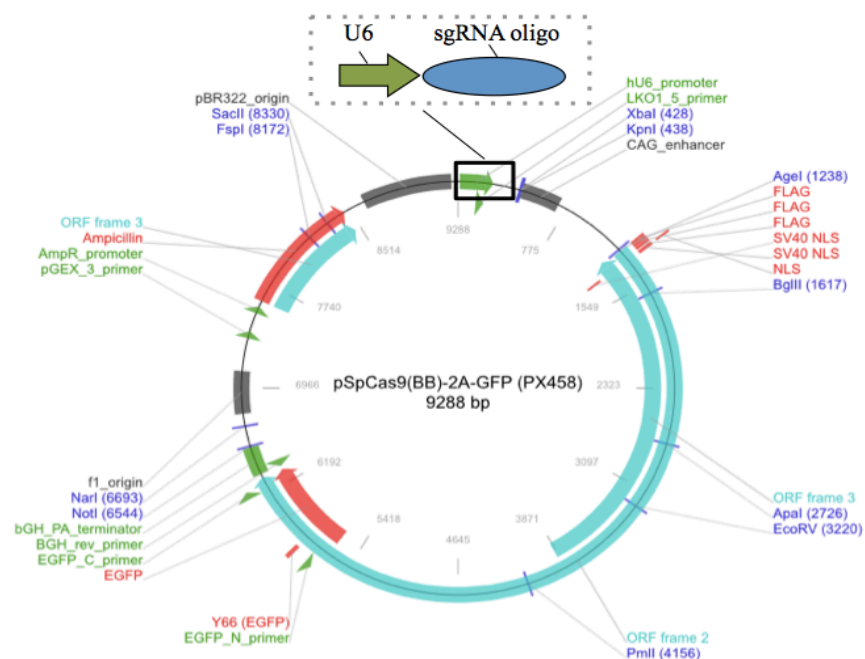 U6 sgRNA oligo
hU6_promoter
LKO1_5_primer
XbaI (428)
KpnI (438)
CAG_enhancer
pBR322_origin
SacII (8330)
FspI (8172)
AgeI (1238)
FLAG
FLAG
FLAG
SV40 NLS
SV40 NLS
NLS
BglII (1617)
ORF frame 3
Ampicillin
AmpR_promoter
pGEX_3_primer
9288
775
1549
2323
3097
3871
4645
5418
6192
6966
7740
8514
pSpCas9(BB)-2A-GFP (PX458)
9288 bp
f1_origin
NarI (6693)
NotI (6544)
bGH_PA_terminator
BGH_rev_primer
EGFP_C_primer
EGFP
Y66 (EGFP)
EGFP_N_primer
ORF frame 3
ApaI (2726)
EcoRV (3220)
ORF frame 2
PmlI (4156)